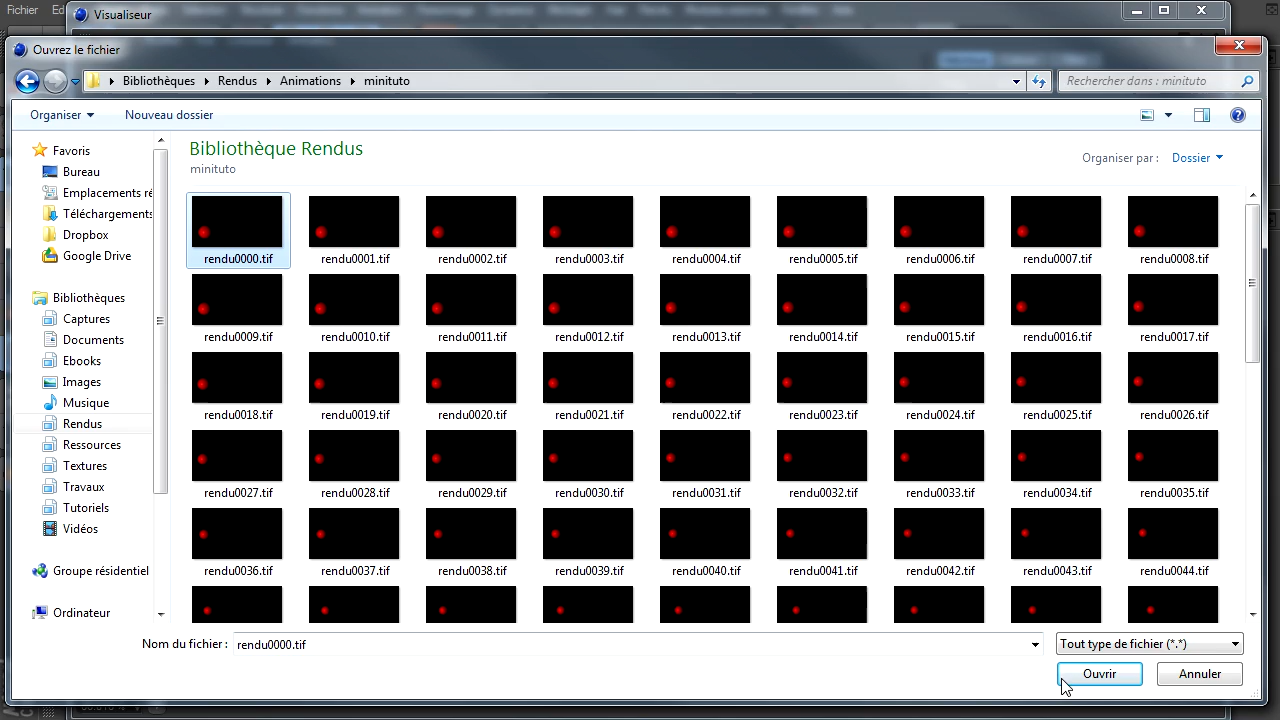 Fichier
Visualiseur
Ouvrez le fichier
Bibliothèques Rendus Animations minituto
Rechercher dans : minituto
Organiser
Nouveau dossier
Favoris
Bureau
Emplacements ré
Téléchargements
Dropbox
Google Drive
Bibliothèques
Captures
Documents
Ebooks
Images
Musique
Rendus
Ressources
Textures
Travaux
Tutoriels
Vidéos
Groupe résidentiel
Ordinateur
Bibliothèque Rendus
minituto
Organiser par : Dossier
rendu0000.tif rendu0001.tif rendu0002.tif rendu0003.tif rendu0004.tif rendu0005.tif rendu0006.tif rendu0007.tif rendu0008.tif
rendu0009.tif rendu0010.tif rendu0011.tif rendu0012.tif rendu0013.tif rendu0014.tif rendu0015.tif rendu0016.tif rendu0017.tif
rendu0018.tif rendu0019.tif rendu0020.tif rendu0021.tif rendu0022.tif rendu0023.tif rendu0024.tif rendu0025.tif rendu0026.tif
rendu0027.tif rendu0028.tif rendu0029.tif rendu0030.tif rendu0031.tif rendu0032.tif rendu0033.tif rendu0034.tif rendu0035.tif
rendu0036.tif rendu0037.tif rendu0038.tif rendu0039.tif rendu0040.tif rendu0041.tif rendu0042.tif rendu0043.tif rendu0044.tif
Nom du fichier : rendu0000.tif
Tout type de fichier (*.*)
Ouvrir
Annuler